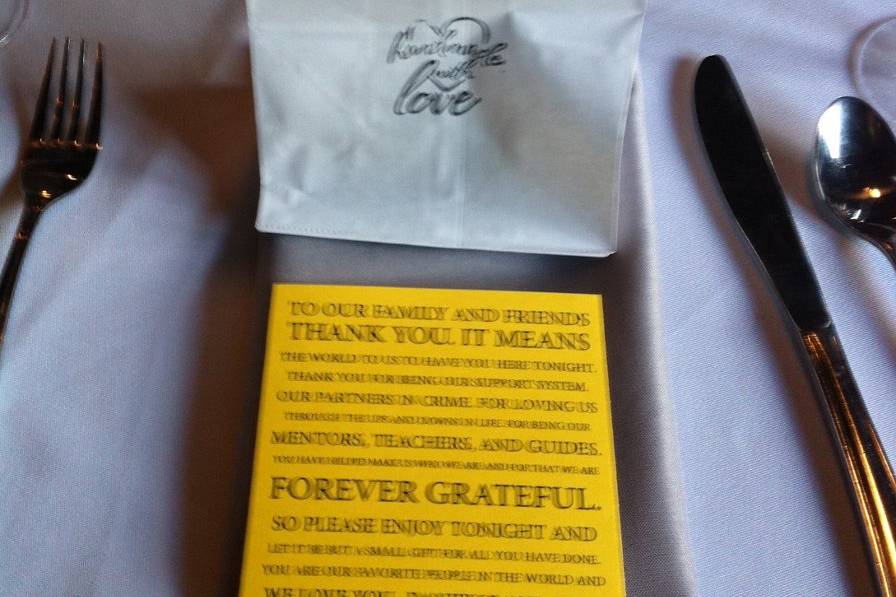 handmade
with
love
TO OUR FAMILY AND FRIENDS
THANK YOU. IT MEANS
THE WORLD TO US TO HAVE YOU HERE TONIGHT.
THANK YOU FOR BEING OUR SUPPORT SYSTEM.
OUR PARTNERS IN CRIME. FOR LOVING US
THROUGH THE UPS AND DOWNS IN LIFE. FOR BEING OUR
MENTORS, TEACHERS, AND GUIDES.
YOU HAVE HELPED MAKE US WHO WE ARE AND FOR THAT WE ARE
FOREVER GRATEFUL.
SO PLEASE ENJOY TONIGHT AND
LET IT BE BUT A SMALL GIFT FOR ALL YOU HAVE DONE.
YOU ARE OUR FAVORITE PEOPLE IN THE WORLD AND
WE LOVE YOU